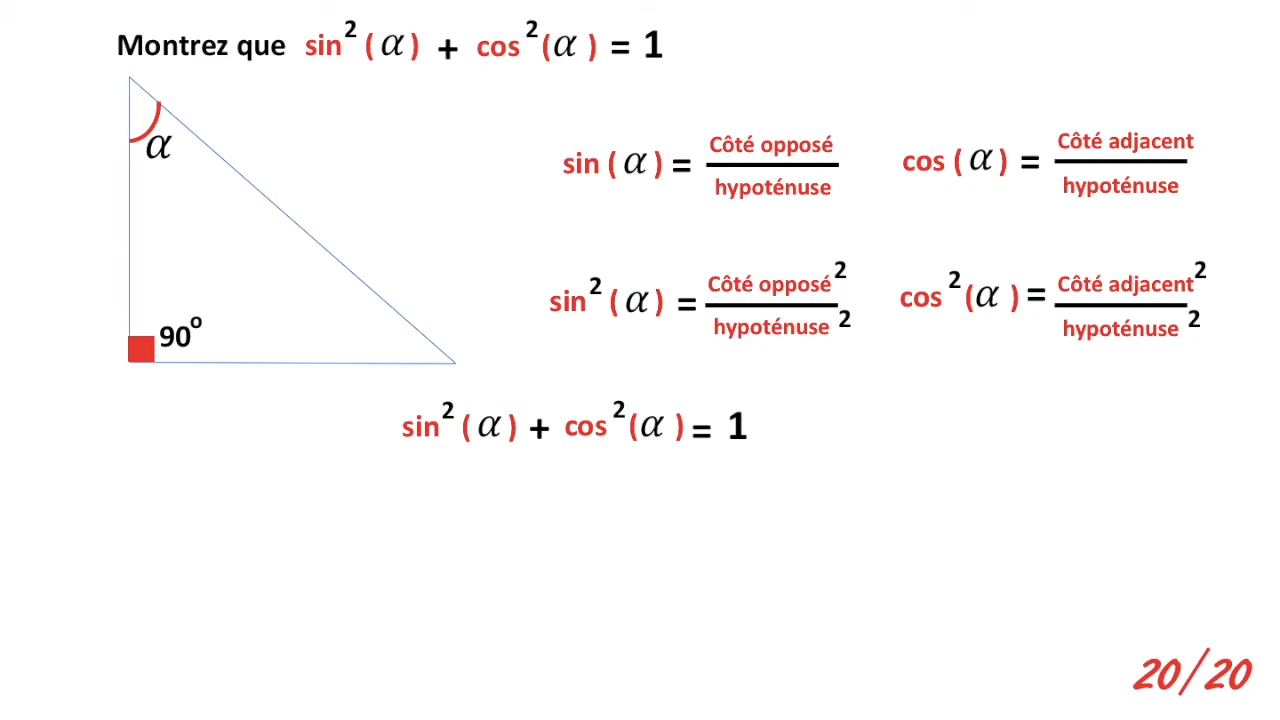 Montrez que sin²(α) + cos²(α) = 1
α
sin(α) = Côté opposé / hypoténuse
cos(α) = Côté adjacent / hypoténuse
90º
sin²(α) = Côté opposé² / hypoténuse²
cos²(α) = Côté adjacent² / hypoténuse²
sin²(α) + cos²(α) = 1
20/20